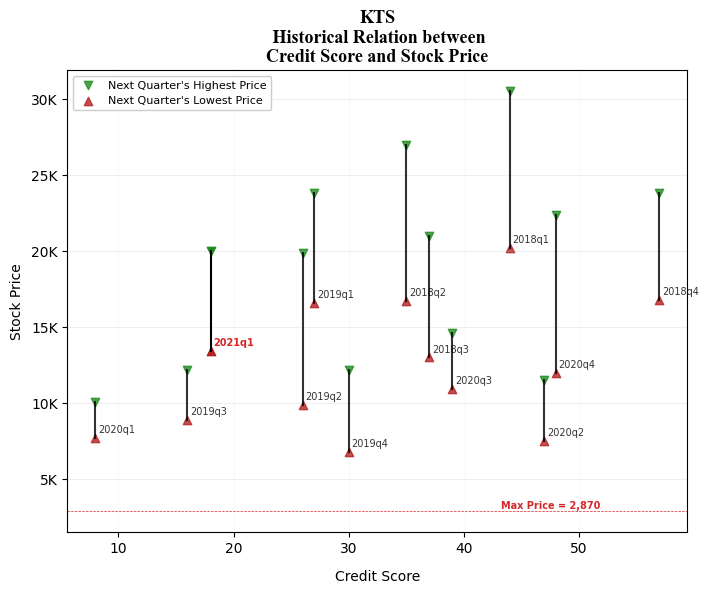 KTS
Historical Relation between
Credit Score and Stock Price
Next Quarter's Highest Price
Next Quarter's Lowest Price
30K
25K
20K
15K
10K
5K
Stock Price
2018q1
2018q4
2019q1
2018q2
2021q1
2018q3
2020q4
2020q3
2019q2
2019q3
2020q1
2020q2
2019q4
Max Price = 2,870
10
20
30
40
50
Credit Score